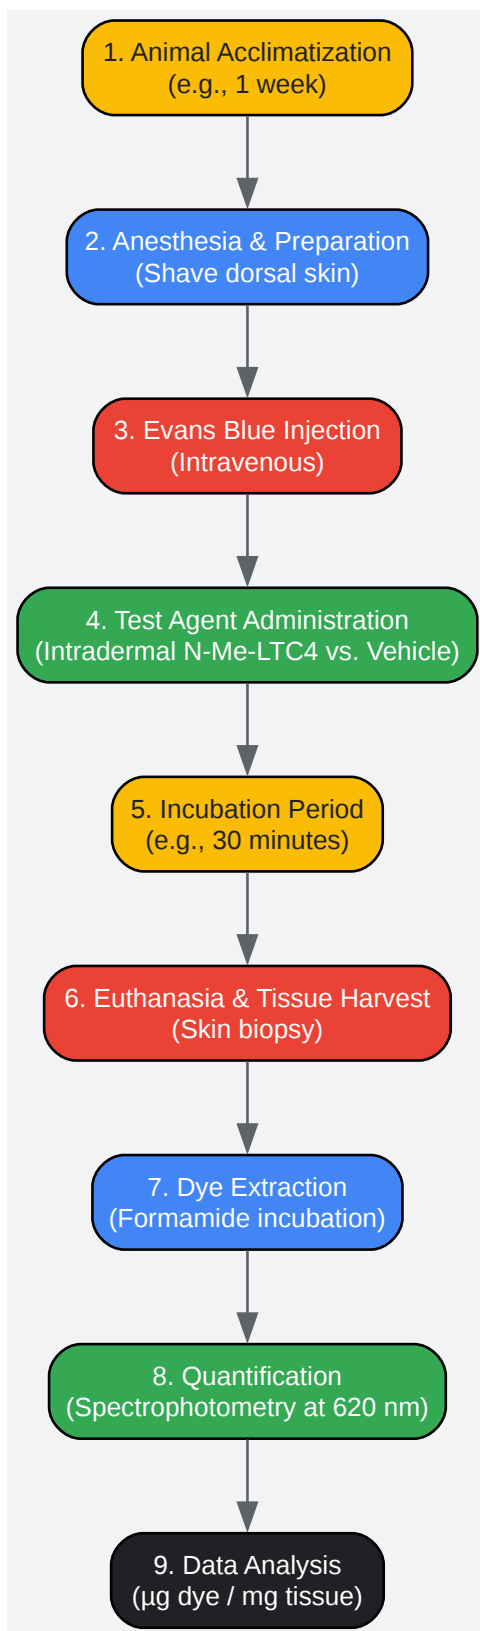 1. Animal Acclimatization
(e.g., 1 week)
2. Anesthesia & Preparation
(Shave dorsal skin)
3. Evans Blue Injection
(Intravenous)
4. Test Agent Administration
(Intradermal N-Me-LTC4 vs. Vehicle)
5. Incubation Period
(e.g., 30 minutes)
6. Euthanasia & Tissue Harvest
(Skin biopsy)
7. Dye Extraction
(Formamide incubation)
8. Quantification
(Spectrophotometry at 620 nm)
9. Data Analysis
(µg dye / mg tissue)